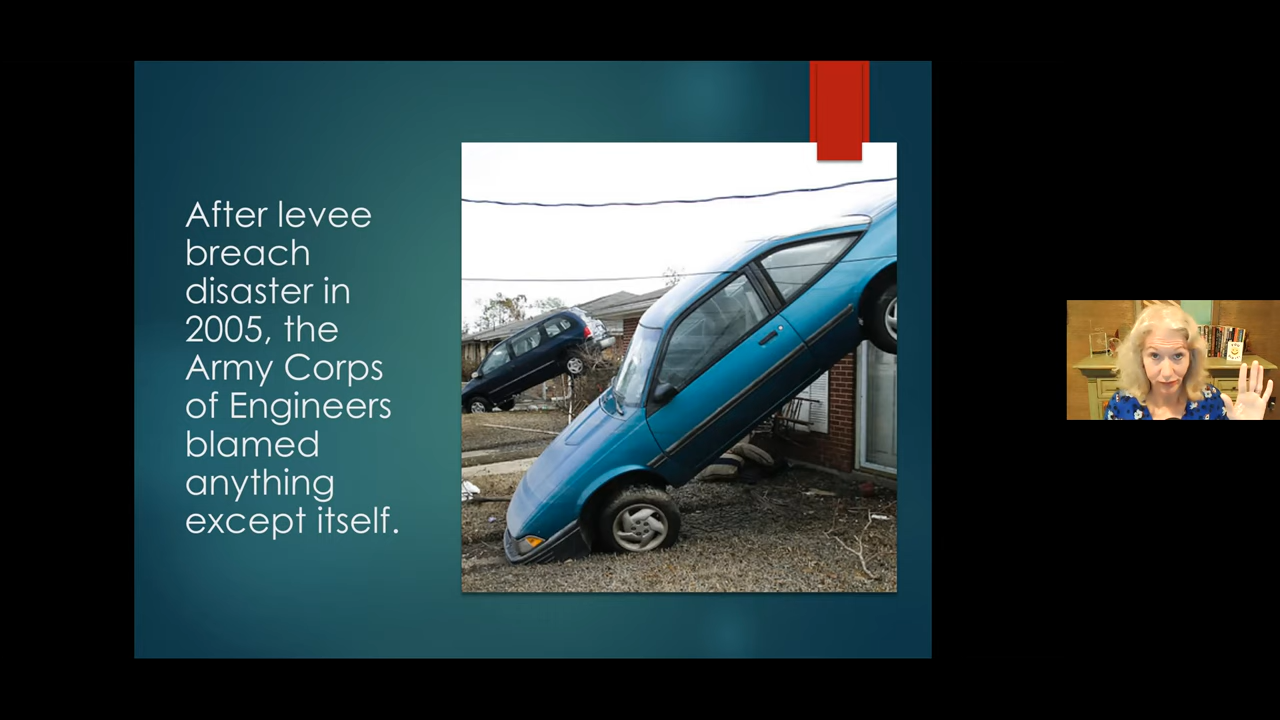 After levee
breach
disaster in
2005, the
Army Corps
of Engineers
blamed
anything
except itself.